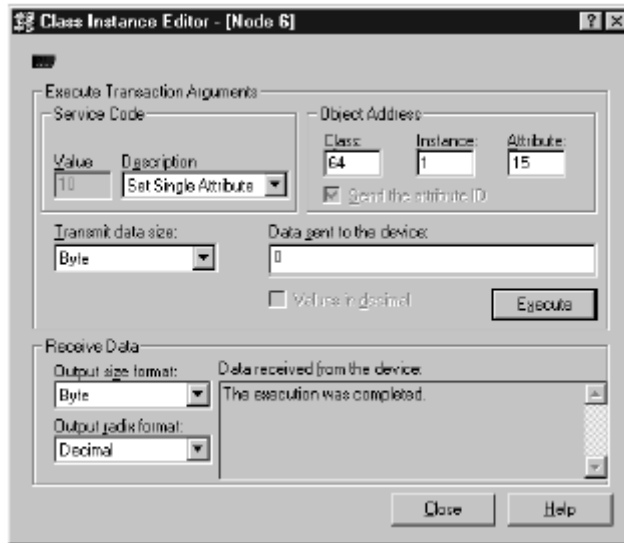 Class Instance Editor - [Node 6]
Execute Transaction Arguments
Service Code
Object Address
Value
Description
10
Set Single Attribute
Class:
Instance:
Attribute:
64
1
15
Send the attribute ID
Transmit data size:
Data sent to the device:
Byte
0
Values in decimal
Execute
Receive Data
Output size format:
Data received from the device:
Byte
The execution was completed.
Output radix format:
Decimal
Close
Help